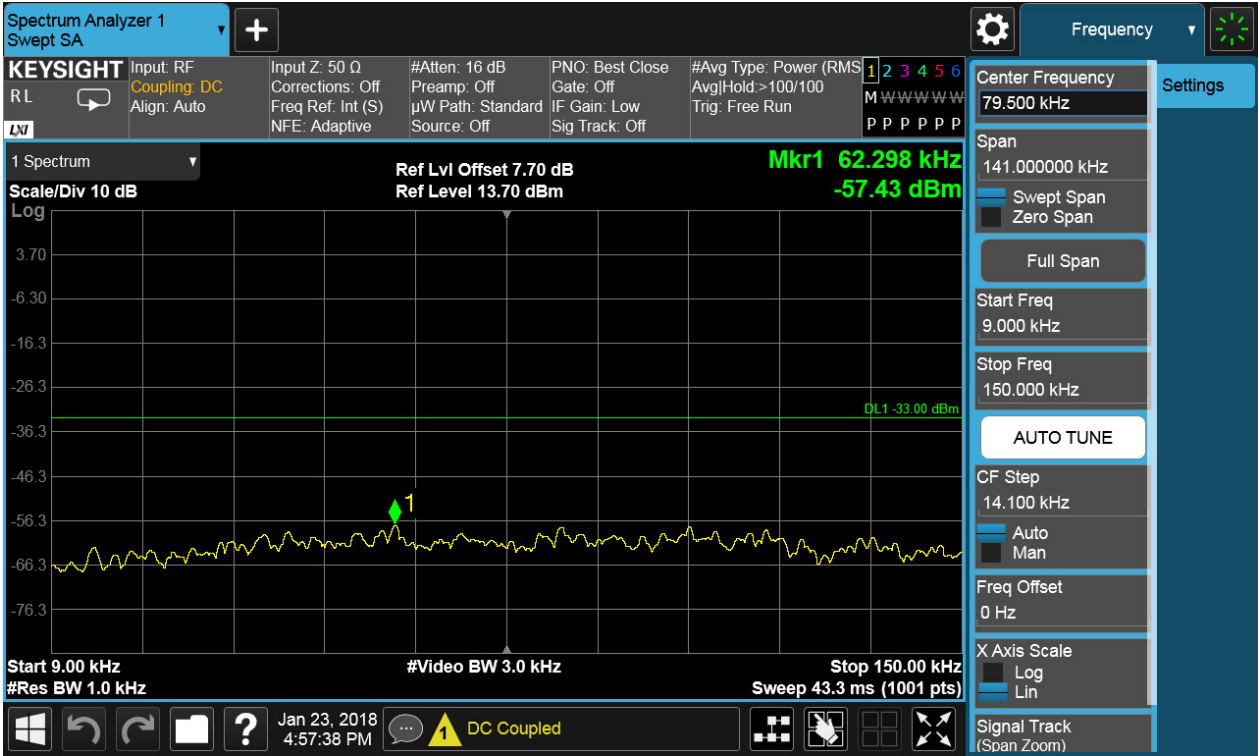 Spectrum Analyzer 1
Swept SA
Frequency
KEYSIGHT
RL
LXI
Input: RF
Coupling: DC
Align: Auto
Input Z: 50 Ω
Corrections: Off
Freq Ref: Int (S)
NFE: Adaptive
#Atten: 16 dB
Preamp: Off
µW Path: Standard
Source: Off
PNO: Best Close
Gate: Off
IF Gain: Low
Sig Track: Off
#Avg Type: Power (RMS
Avg|Hold:>100/100
Trig: Free Run
1 2 3 4 5 6
M W W W W W
P P P P P P
1 Spectrum
Scale/Div 10 dB
Log
Ref Lvl Offset 7.70 dB
Ref Level 13.70 dBm
Mkr1 62.298 kHz
-57.43 dBm
3.70
-6.30
-16.3
-26.3
DL1 -33.00 dBm
-36.3
-46.3
1
-56.3
-66.3
-76.3
Start 9.00 kHz
#Res BW 1.0 kHz
#Video BW 3.0 kHz
Stop 150.00 kHz
Sweep 43.3 ms (1001 pts)
Center Frequency
79.500 kHz
Span
141.000000 kHz
Swept Span
Zero Span
Full Span
Start Freq
9.000 kHz
Stop Freq
150.000 kHz
AUTO TUNE
CF Step
14.100 kHz
Auto
Man
Freq Offset
0 Hz
X Axis Scale
Log
Lin
Signal Track
(Span Zoom)
Settings
?
Jan 23, 2018
4:57:38 PM
1
DC Coupled